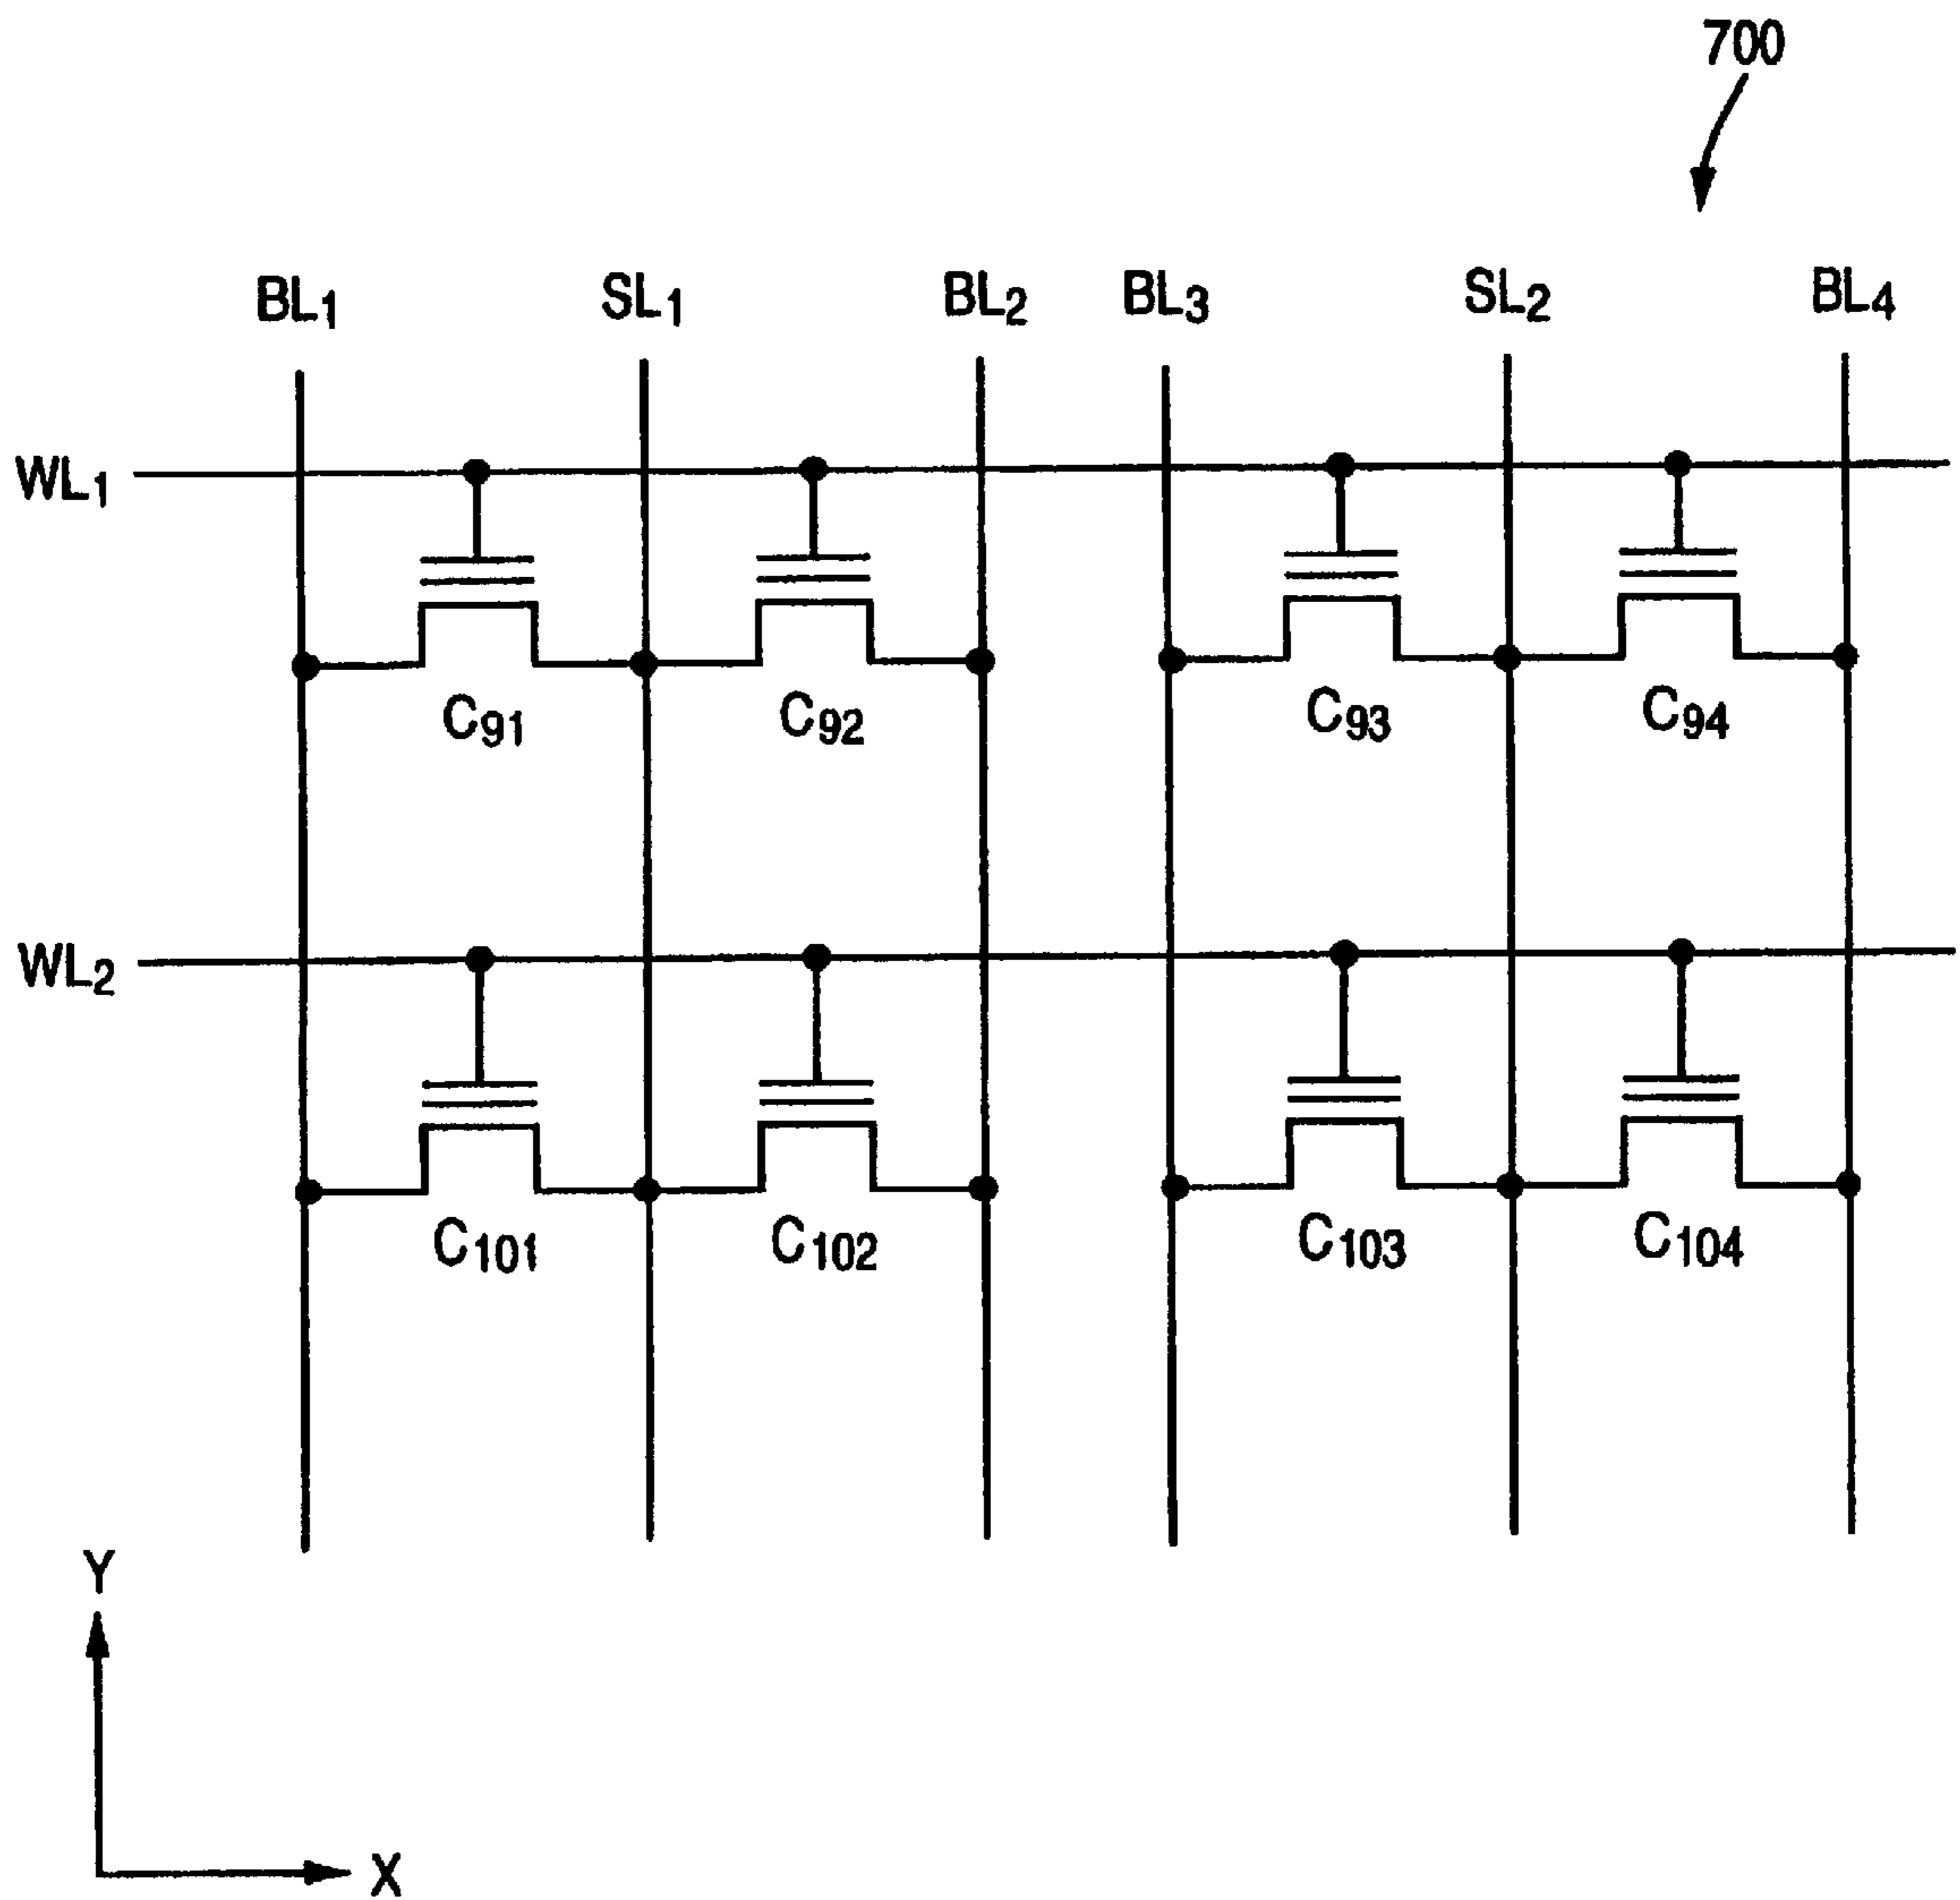 700
BL1 SL1 BL2 BL3 SL2 BL4
WL1
C91 C92 C93 C94
WL2
C101 C102 C103 C104
Y
X